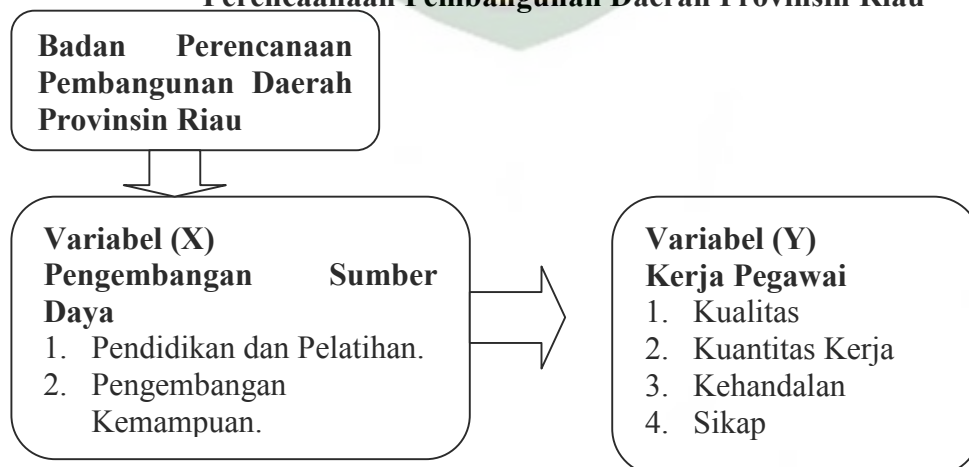 Perencaanaan Pembangunan Daerah Provinsin Riau
Badan Perencanaan
Pembangunan Daerah
Provinsin Riau
Variabel (X)
Pengembangan Sumber
Daya
1. Pendidikan dan Pelatihan.
2. Pengembangan
Kemampuan.
Variabel (Y)
Kerja Pegawai
1. Kualitas
2. Kuantitas Kerja
3. Kehandalan
4. Sikap